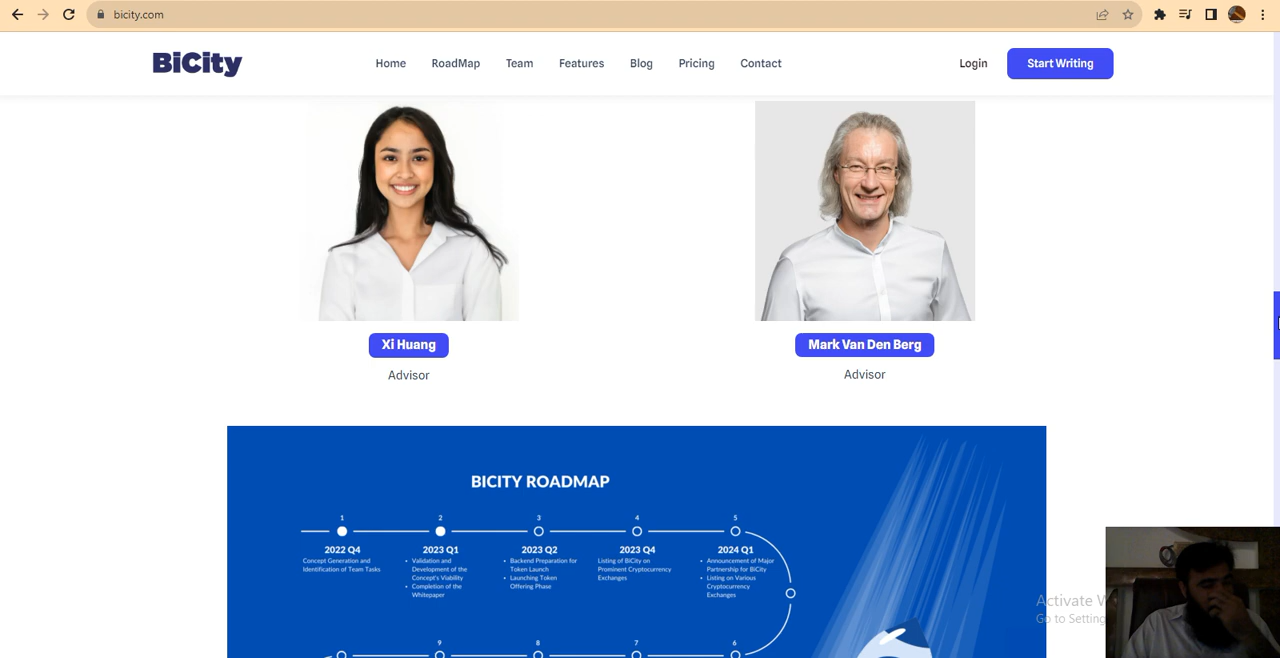 bicity.com
BiCity
Home RoadMap Team Features Blog Pricing Contact Login Start Writing
Xi Huang Mark Van Den Berg
Advisor Advisor
BICITY ROADMAP
1 2 3 4 5
2022 Q4 2023 Q1 2023 Q2 2023 Q4 2024 Q1
Concept Generation and
Identification of Team Tasks
• Validation and
Development of the
Concept's Viability
• Completion of the
Whitepaper
• Backend Preparation for
Token Launch
• Launching Token
Offering Phase
Listing of BiCity on
Prominent Cryptocurrency
Exchanges
• Announcement of Major
Partnership for BiCity
• Listing on Various
Cryptocurrency
Exchanges
9 8 7 6
Activate W
Go to Setting